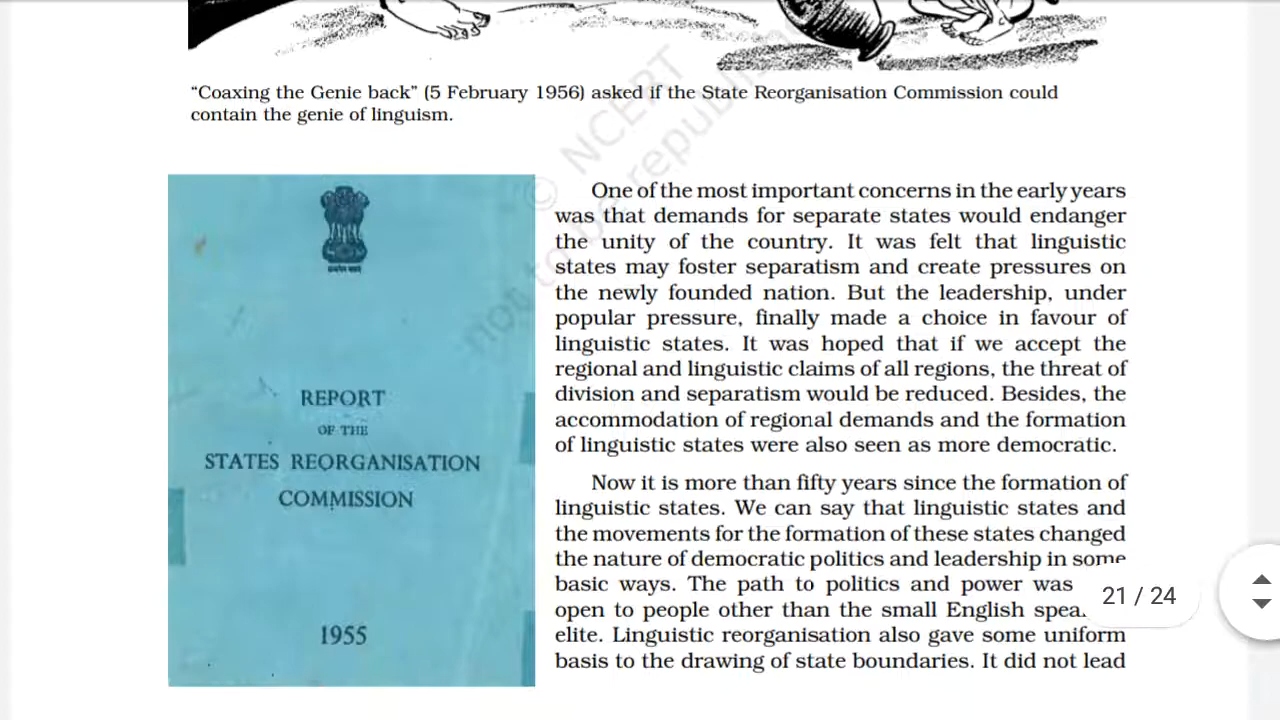 “Coaxing the Genie back” (5 February 1956) asked if the State Reorganisation Commission could
contain the genie of linguism.
© NCERT
not to be republished
REPORT
OF THE
STATES REORGANISATION
COMMISSION
1955
One of the most important concerns in the early years
was that demands for separate states would endanger
the unity of the country. It was felt that linguistic
states may foster separatism and create pressures on
the newly founded nation. But the leadership, under
popular pressure, finally made a choice in favour of
linguistic states. It was hoped that if we accept the
regional and linguistic claims of all regions, the threat of
division and separatism would be reduced. Besides, the
accommodation of regional demands and the formation
of linguistic states were also seen as more democratic.
Now it is more than fifty years since the formation of
linguistic states. We can say that linguistic states and
the movements for the formation of these states changed
the nature of democratic politics and leadership in some
basic ways. The path to politics and power was
open to people other than the small English
elite. Linguistic reorganisation also gave some uniform
basis to the drawing of state boundaries. It did not lead
21 / 24